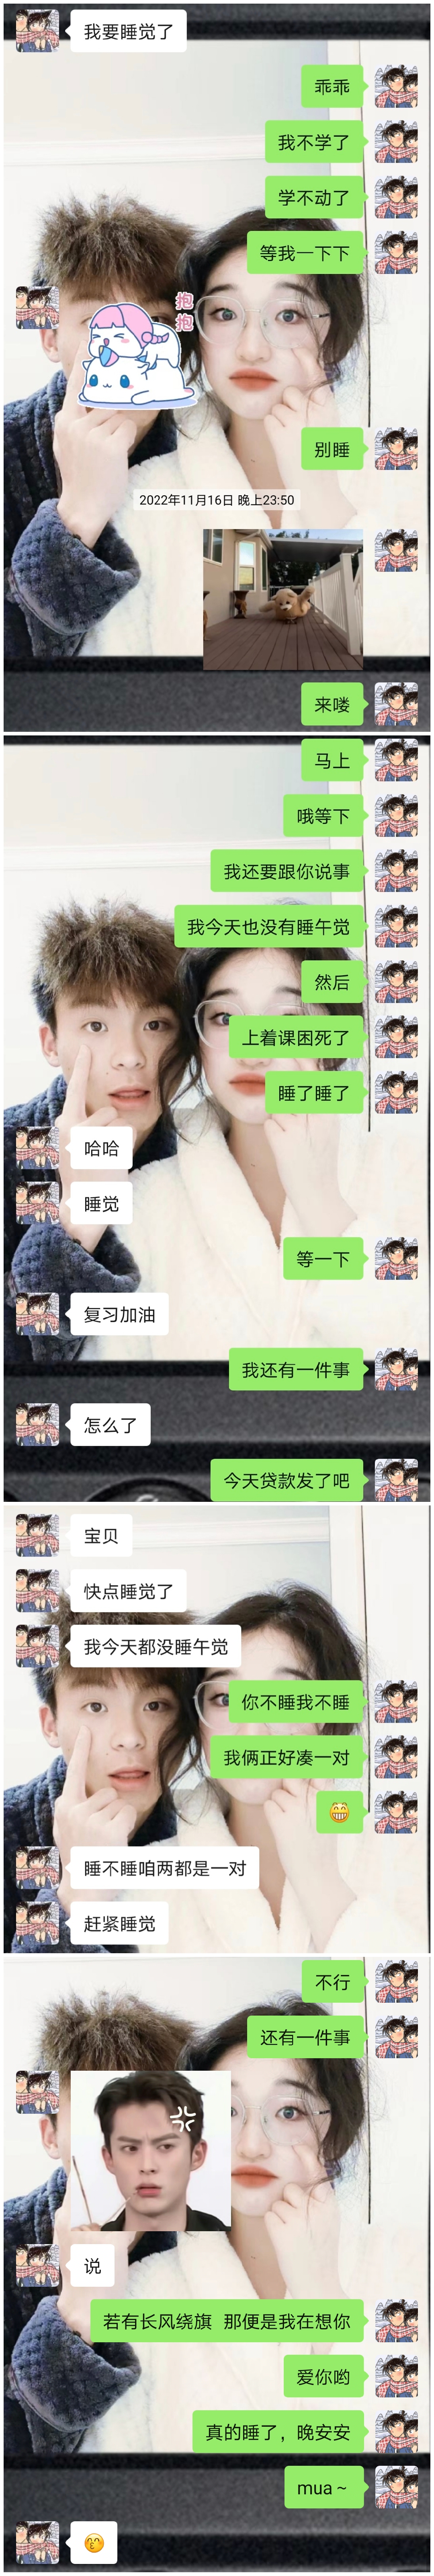 我要睡觉了
乖乖
我不学了
学不动了
等我一下下
抱
抱
别睡
2022年11月16日 晚上23:50
来喽
马上
哦等下
我还要跟你说事
我今天也没有睡午觉
然后
上着课困死了
睡了睡了
哈哈
睡觉
等一下
复习加油
我还有一件事
怎么了
今天贷款发了吧
宝贝
快点睡觉了
我今天都没睡午觉
你不睡我不睡
我俩正好凑一对
睡不睡咱两都是一对
赶紧睡觉
不行
还有一件事
说
若有长风绕旗 那便是我在想你
爱你哟
真的睡了，晚安安
mua～